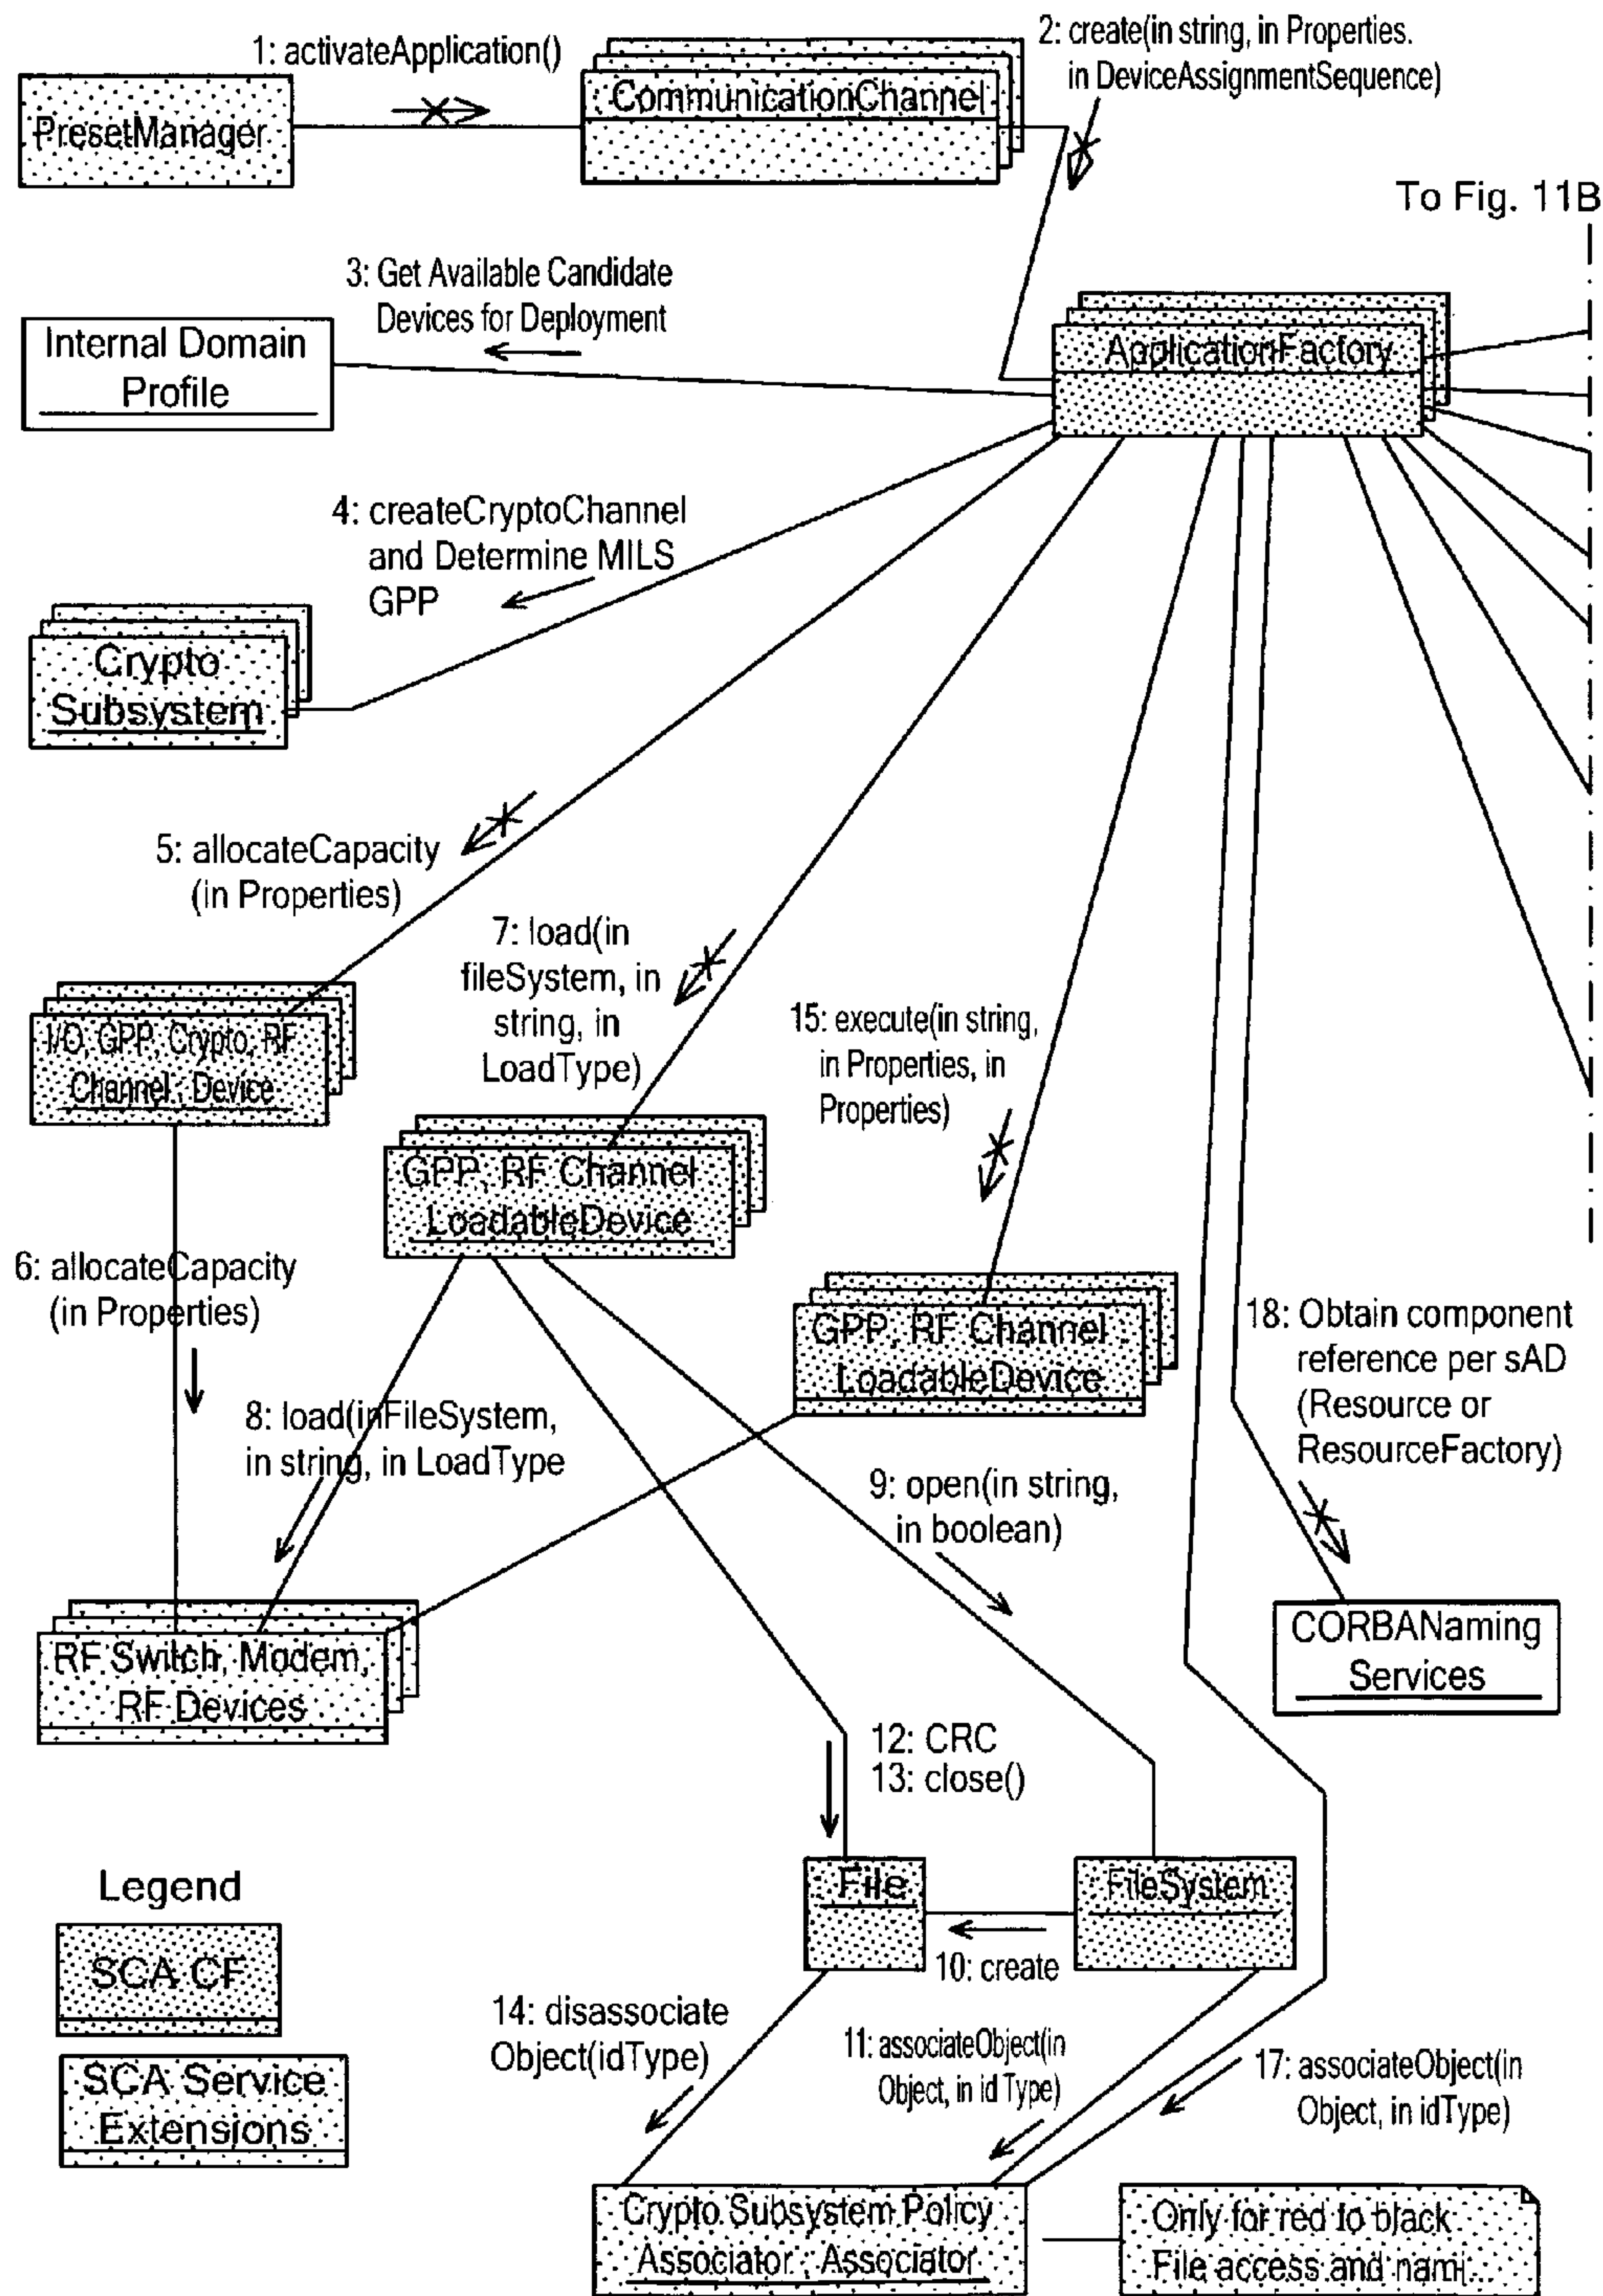 1: activateApplication()
2: create(in string, in Properties.
in DeviceAssignmentSequence)
PresetManager
CommunicationChannel
To Fig. 11B
3: Get Available Candidate
Devices for Deployment
Internal Domain
Profile
ApplicationFactory
4: createCryptoChannel
and Determine MILS
GPP
Crypto
Subsystem
5: allocateCapacity
(in Properties)
7: load(in
fileSystem, in
string, in
LoadType)
15: execute(in string,
in Properties, in
Properties)
I/O, GPP, Crypto, RF
Channel : Device
GPP, RF Channel
LoadableDevice
6: allocateCapacity
(in Properties)
GPP, RF Channel
LoadableDevice
18: Obtain component
reference per sAD
(Resource or
ResourceFactory)
8: load(inFileSystem,
in string, in LoadType
9: open(in string,
in boolean)
RF Switch, Modem,
RF Devices
CORBANaming
Services
12: CRC
13: close()
Legend
File
FileSystem
SCA CF
10: create
14: disassociate
Object(idType)
11: associateObject(in
Object, in id Type)
17: associateObject(in
Object, in idType)
SCA Service
Extensions
Crypto Subsystem Policy
Associator : Associator
Only for red to black
File access and nami...